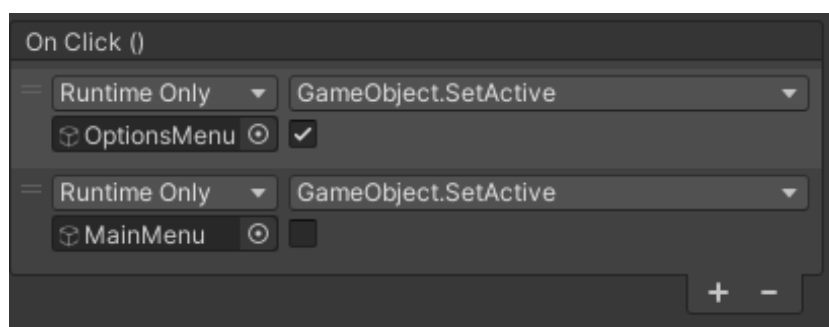 On Click ()
Runtime Only GameObject.SetActive
OptionsMenu
Runtime Only GameObject.SetActive
MainMenu
+ -